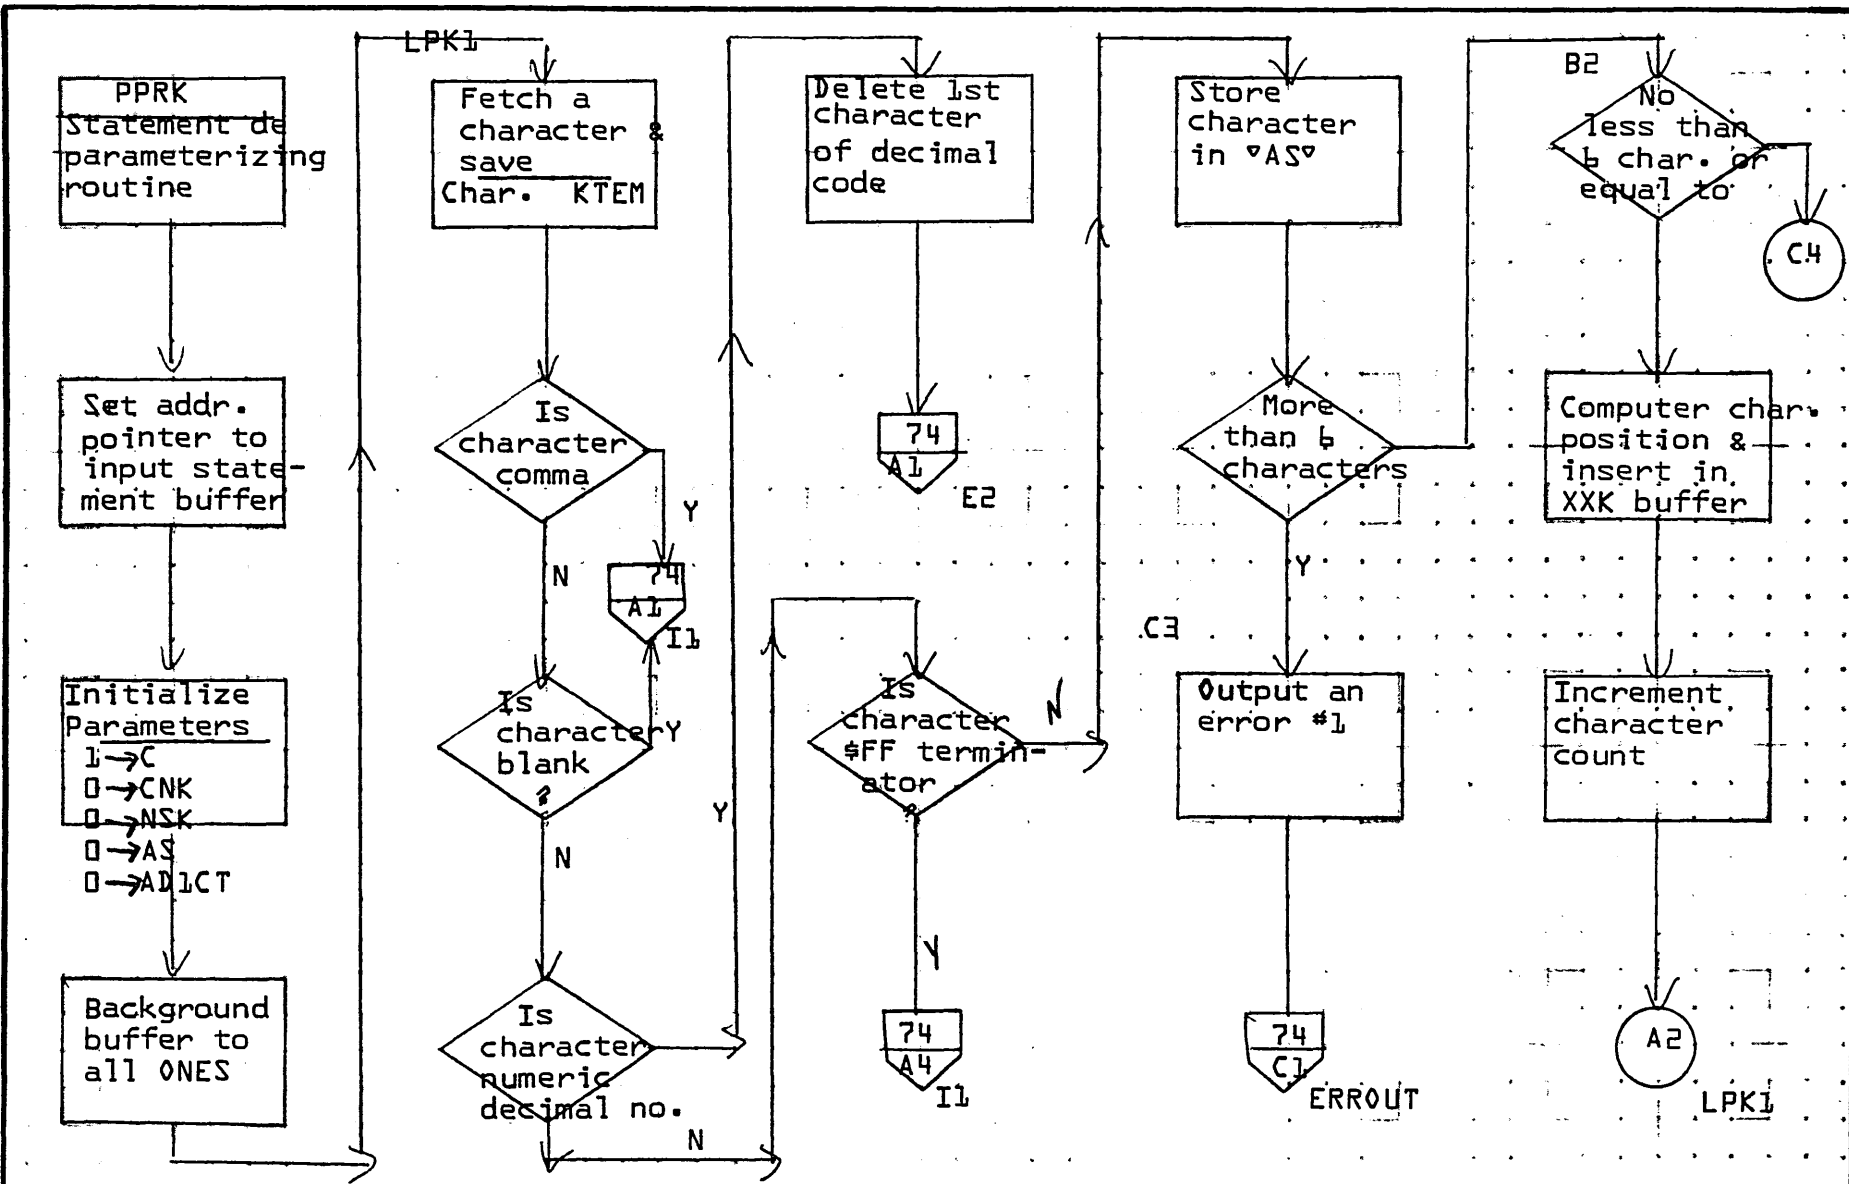 PPRK
Statement de
parameterizing
routine
Set addr.
pointer to
input state-
ment buffer
Initialize
Parameters
1→C
0→CNK
0→NSK
0→AS
0→AD1CT
Background
buffer to
all ONES
LPK1
Fetch a
character &
save
Char. KTEM
Is
character
comma
Y
N
74
A1
I1
Is
character
blank
?
Y
N
Is
character
numeric
decimal no.
Y
N
Delete 1st
character
of decimal
code
74
A1
E2
Is
character
$FF termin-
ator
?
N
Y
74
A4
I1
Store
character
in "AS"
More
than 6
characters
Y
C3
Output an
error #1
74
C1
ERROUT
B2
No
less than
6 char. or
equal to
C4
Computer char.
position &
insert in
XXK buffer
Increment
character
count
A2
LPK1